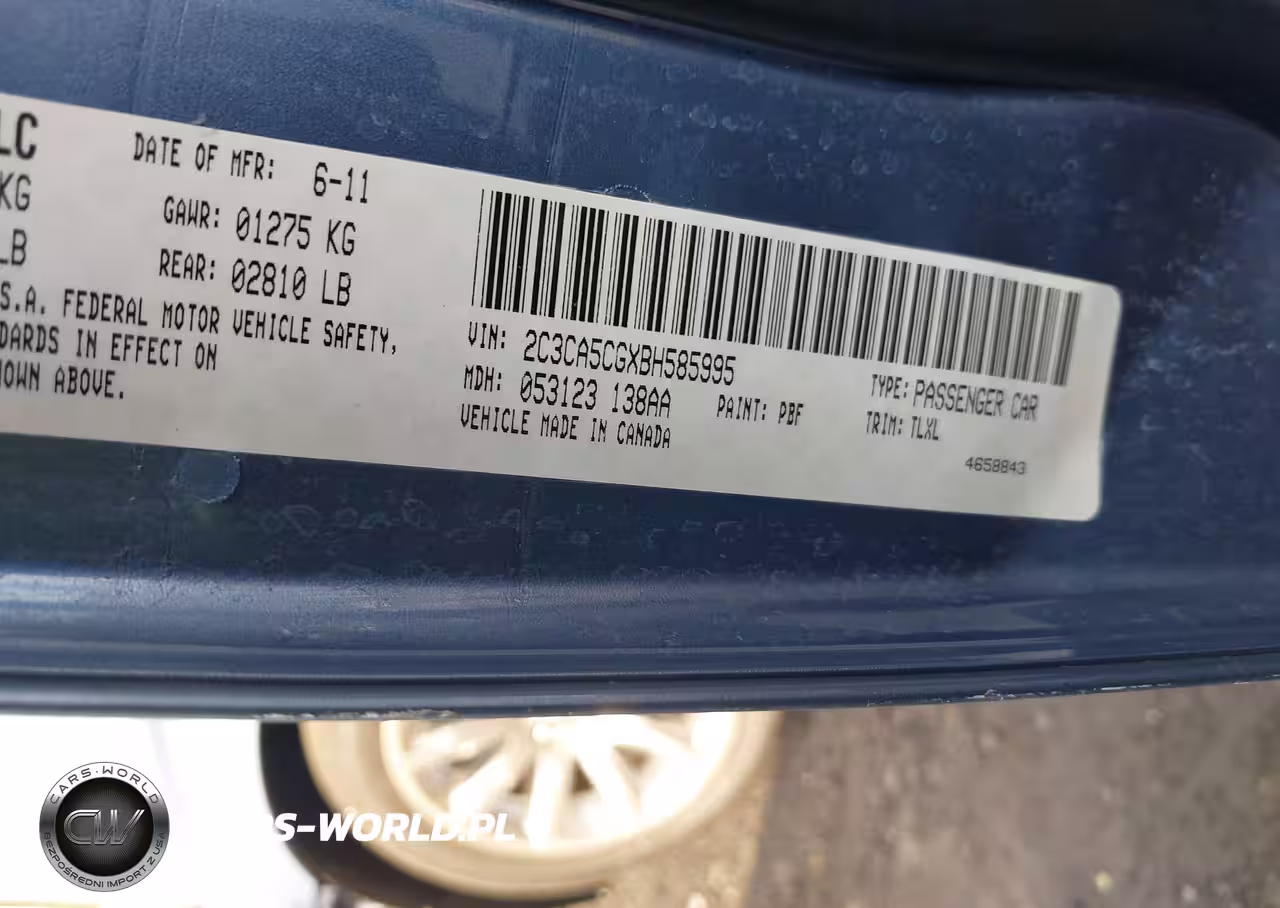 LC
KG
LB
DATE OF MFR: 6-11
GAWR: 01275 KG
REAR: 02810 LB
S.A. FEDERAL MOTOR VEHICLE SAFETY,
DARDS IN EFFECT ON
OWN ABOVE.
VIN: 2C3CA5CGXBH585995
MDH: 053123 138AA
VEHICLE MADE IN CANADA
PAINT: PBF
TYPE: PASSENGER CAR
TRIM: TLXL
4658843
CARS-WORLD
CW
BEZPOŚREDNI IMPORT Z USA
RS-WORLD.PL